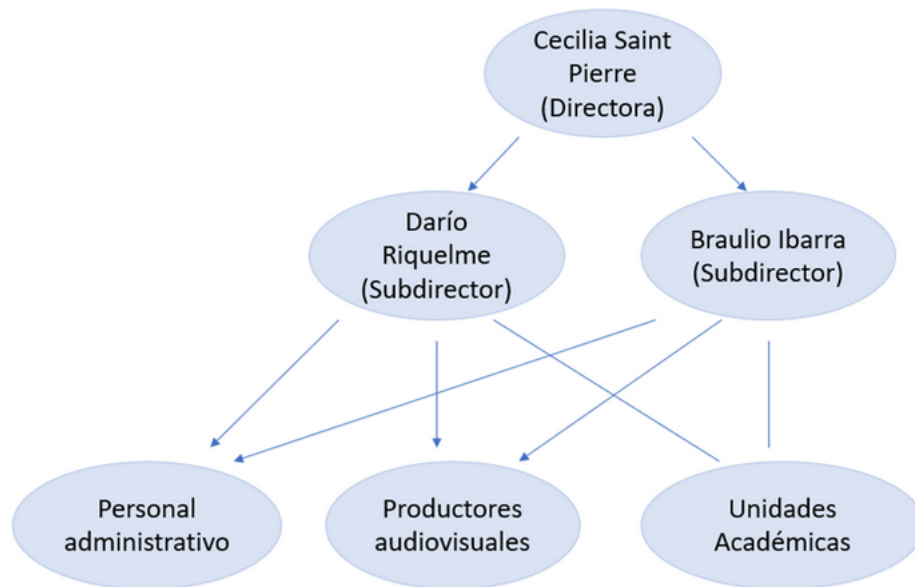 Cecilia Saint
Pierre
(Directora)
Darío
Riquelme
(Subdirector)
Braulio Ibarra
(Subdirector)
Personal
administrativo
Productores
audiovisuales
Unidades
Académicas